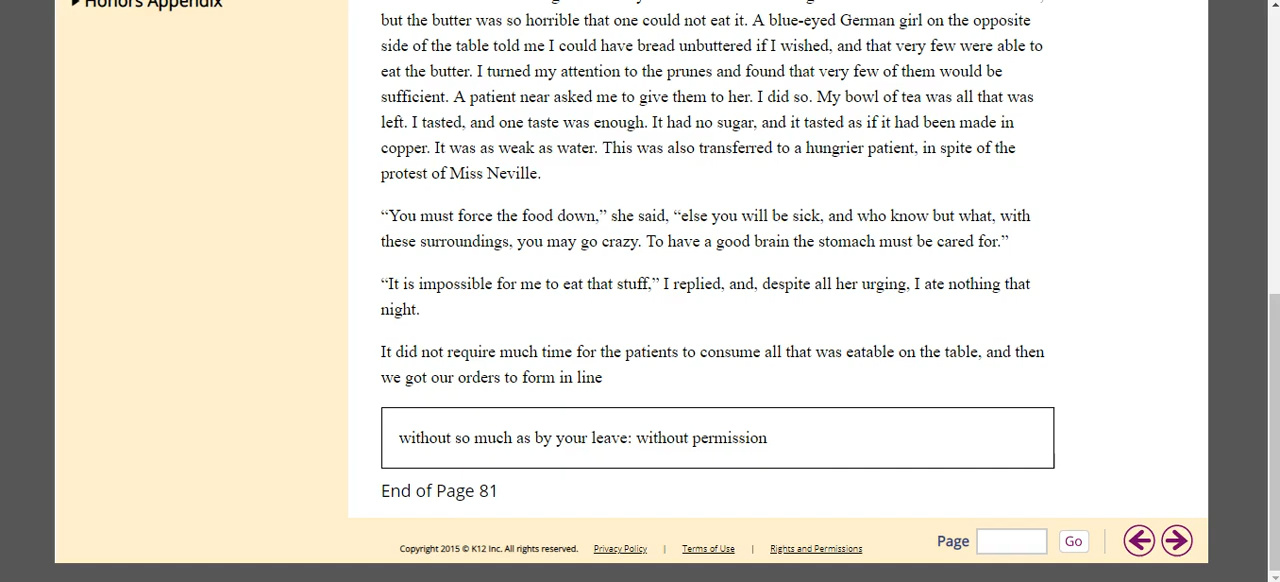 Honors Appendix
but the butter was so horrible that one could not eat it. A blue-eyed German girl on the opposite
side of the table told me I could have bread unbuttered if I wished, and that very few were able to
eat the butter. I turned my attention to the prunes and found that very few of them would be
sufficient. A patient near asked me to give them to her. I did so. My bowl of tea was all that was
left. I tasted, and one taste was enough. It had no sugar, and it tasted as if it had been made in
copper. It was as weak as water. This was also transferred to a hungrier patient, in spite of the
protest of Miss Neville.
“You must force the food down,” she said, “else you will be sick, and who know but what, with
these surroundings, you may go crazy. To have a good brain the stomach must be cared for.”
“It is impossible for me to eat that stuff,” I replied, and, despite all her urging, I ate nothing that
night.
It did not require much time for the patients to consume all that was eatable on the table, and then
we got our orders to form in line
without so much as by your leave: without permission
End of Page 81
Copyright 2015 © K12 Inc. All rights reserved. Privacy Policy | Terms of Use | Rights and Permissions Page Go